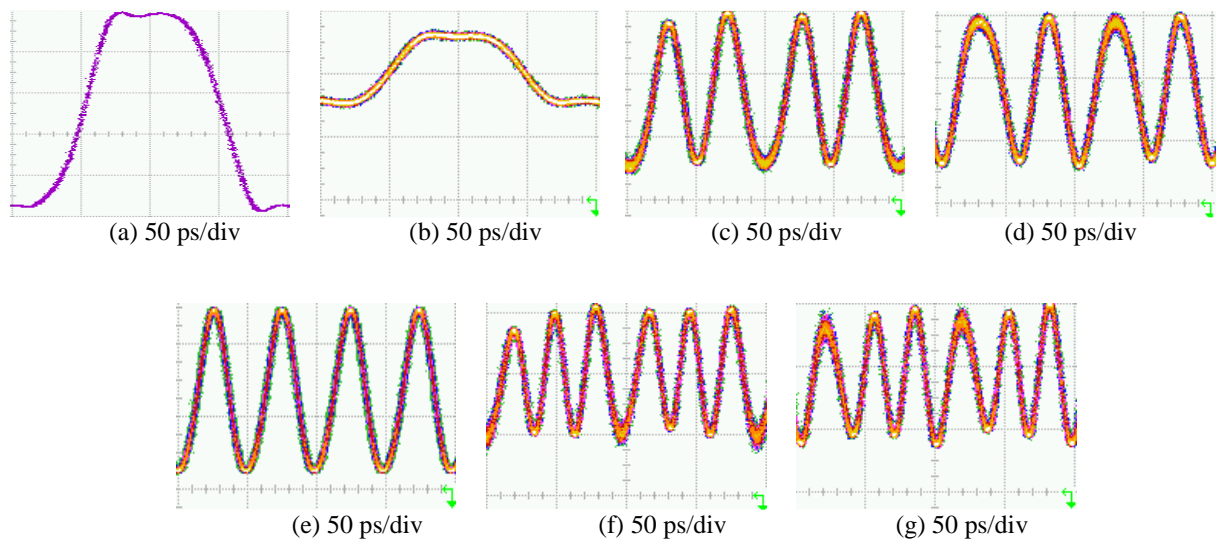 (a) 50 ps/div
(b) 50 ps/div
(c) 50 ps/div
(d) 50 ps/div
(e) 50 ps/div
(f) 50 ps/div
(g) 50 ps/div